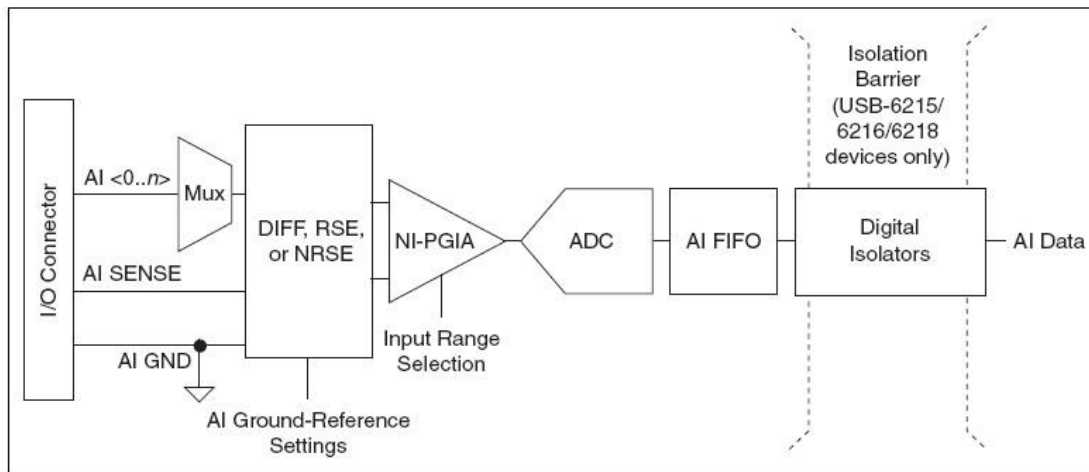 I/O Connector
AI <0..n>
Mux
AI SENSE
AI GND
DIFF, RSE,
or NRSE
AI Ground-Reference
Settings
NI-PGIA
Input Range
Selection
ADC
AI FIFO
Isolation
Barrier
(USB-6215/
6216/6218
devices only)
Digital
Isolators
AI Data